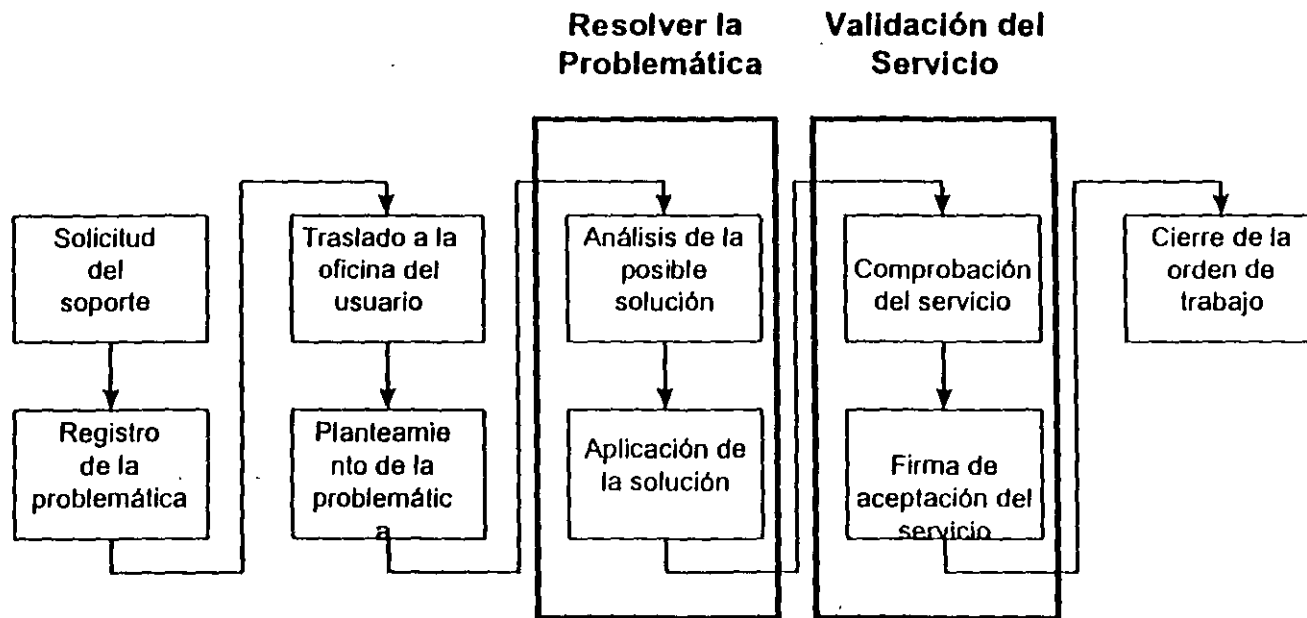 Resolver la
Problemática
Validación del
Servicio
Solicitud
del
soporte
Registro
de la
problemática
Traslado a la
oficina del
usuario
Planteamie
nto de la
problemátic
a
Análisis de la
posible
solución
Aplicación de
la solución
Comprobación
del servicio
Firma de
aceptación del
servicio
Cierre de la
orden de
trabajo